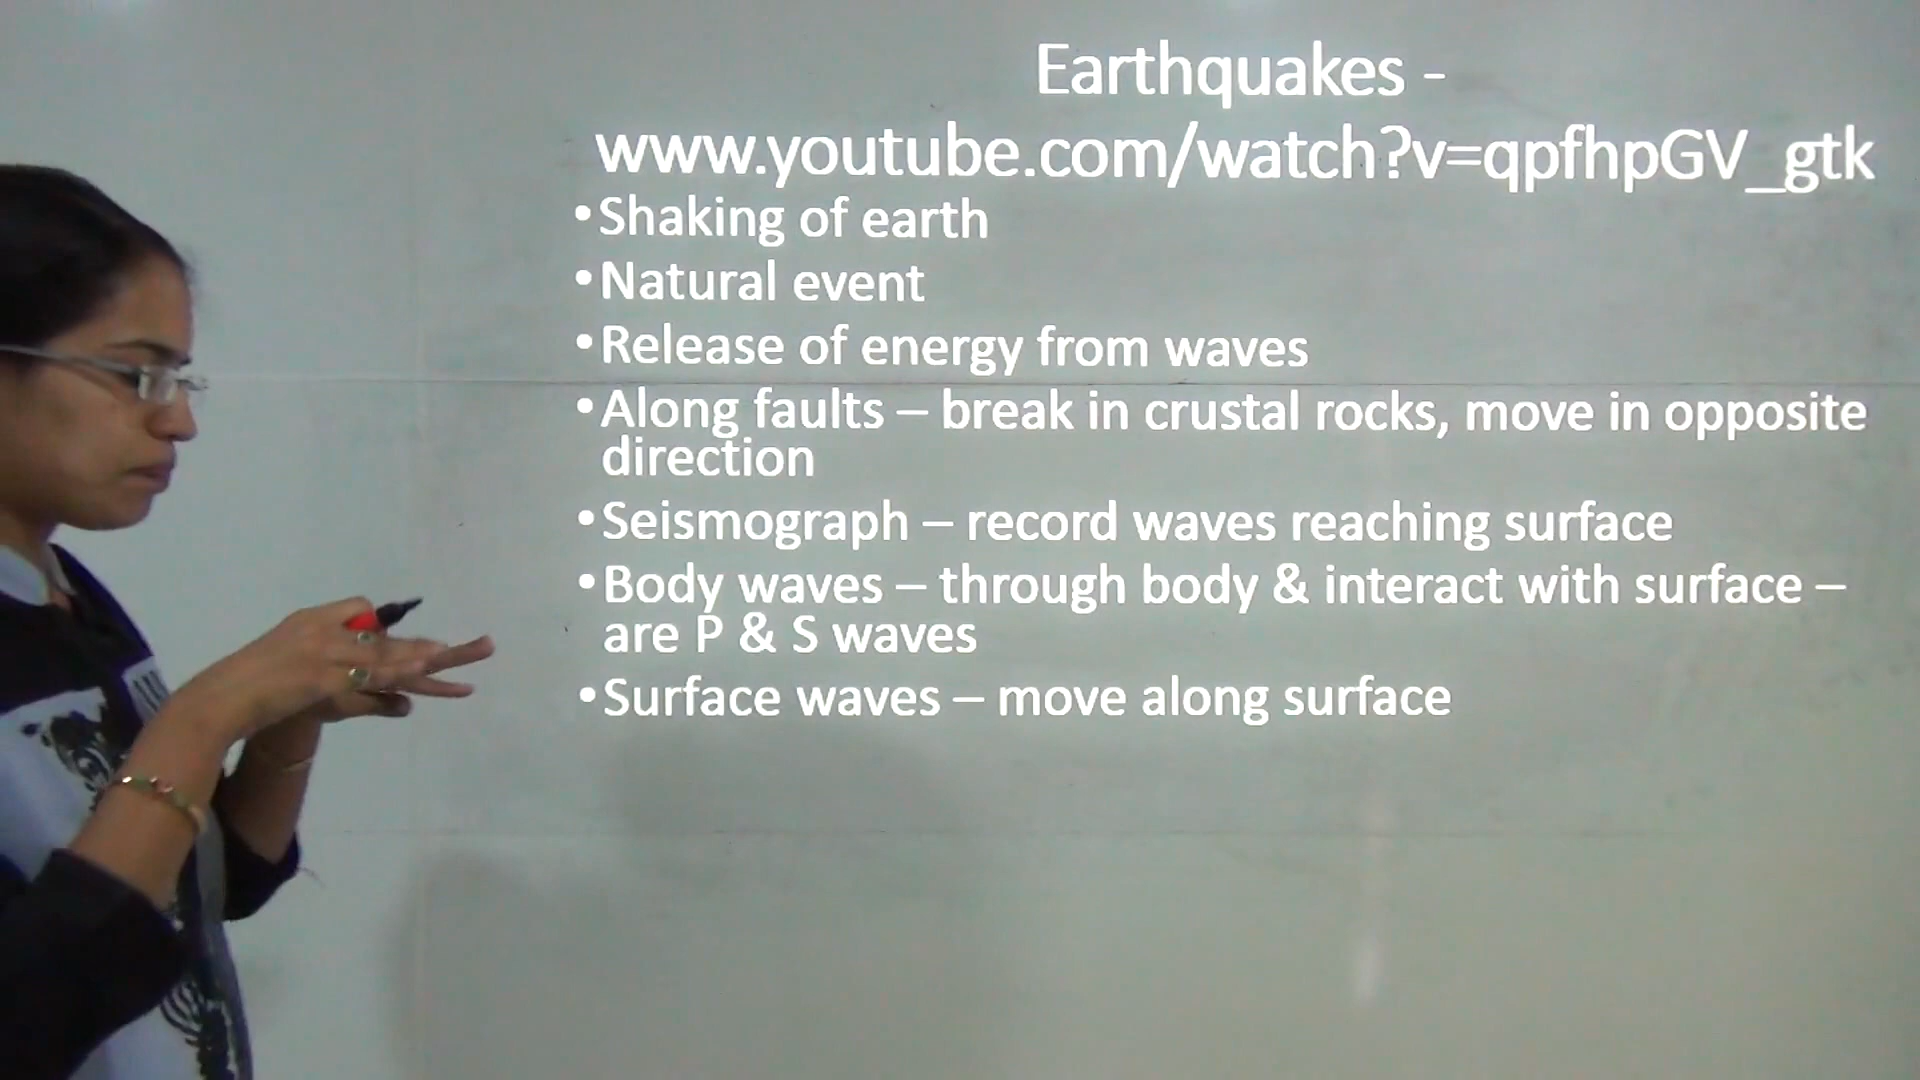 Earthquakes -
www.youtube.com/watch?v=qpfhpGV_gtk
•Shaking of earth
•Natural event
•Release of energy from waves
•Along faults – break in crustal rocks, move in opposite
direction
•Seismograph – record waves reaching surface
•Body waves – through body & interact with surface –
are P & S waves
•Surface waves – move along surface